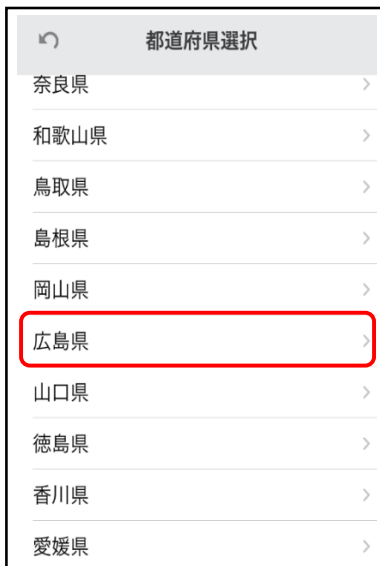 都道府県選択
奈良県
和歌山県
鳥取県
島根県
岡山県
広島県
山口県
徳島県
香川県
愛媛県